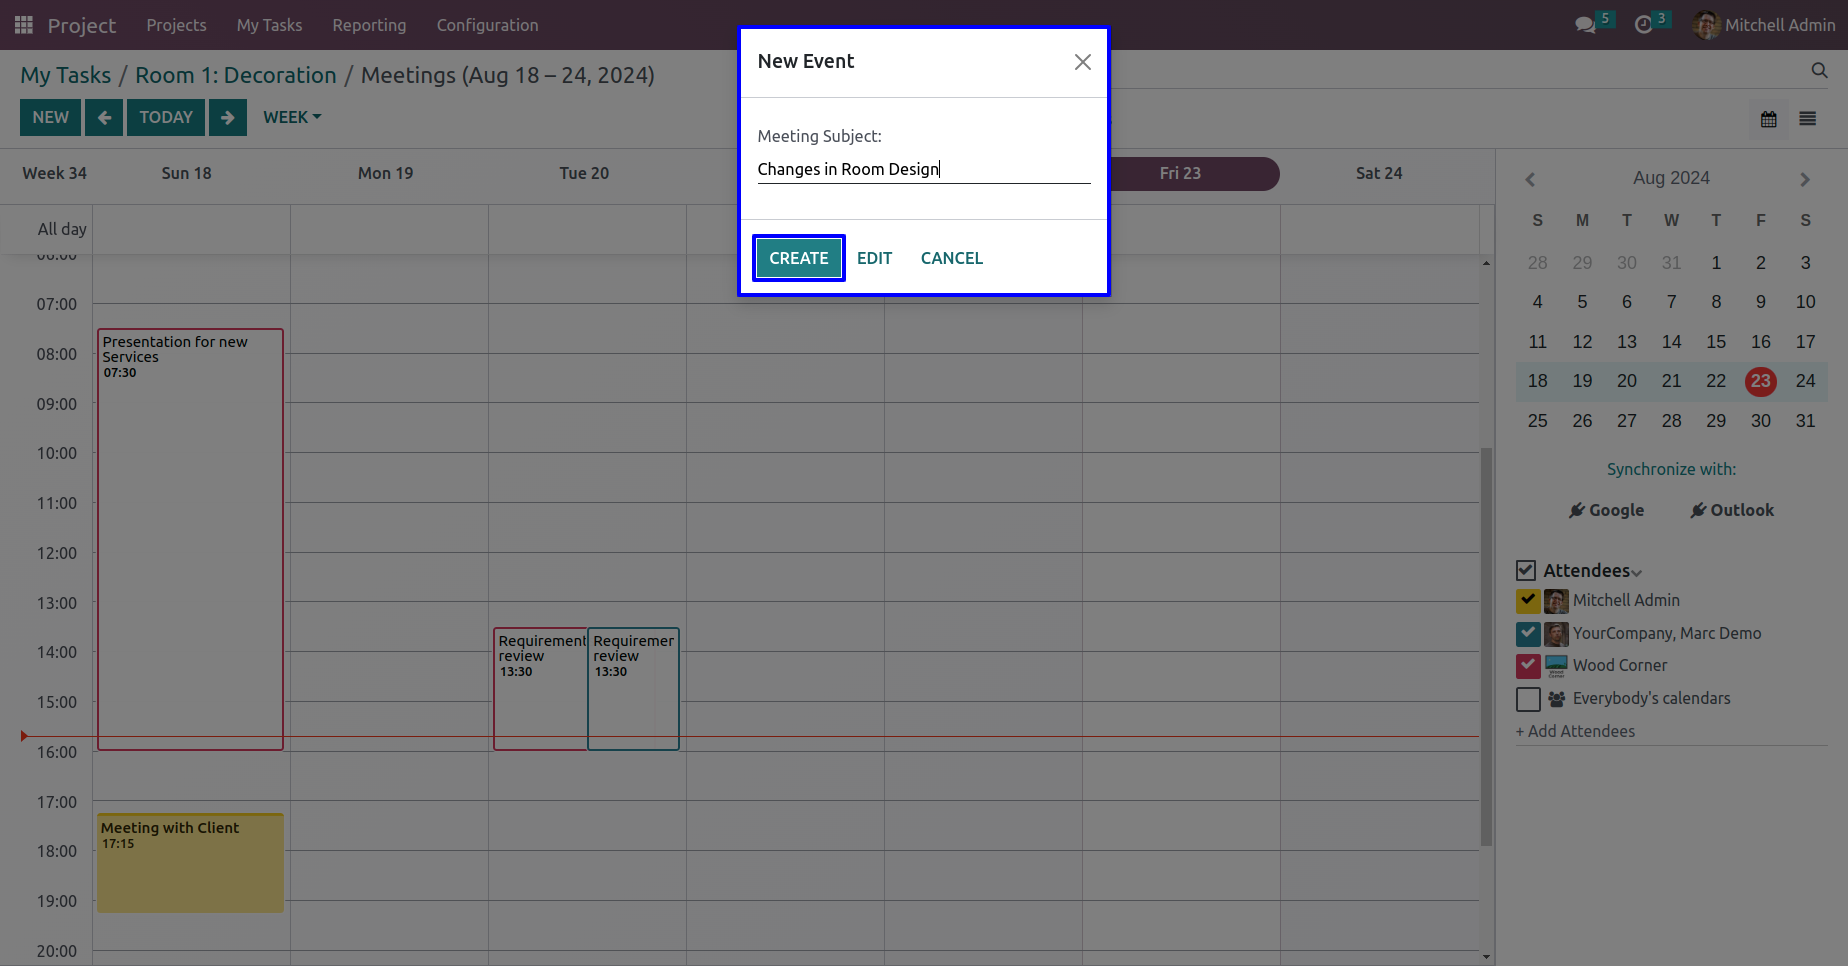 Project Projects My Tasks Reporting Configuration 5 3 Mitchell Admin
My Tasks / Room 1: Decoration / Meetings (Aug 18 – 24, 2024)
NEW TODAY WEEK
New Event
Meeting Subject:
Changes in Room Design
CREATE EDIT CANCEL
Week 34 Sun 18 Mon 19 Tue 20 Fri 23 Sat 24
All day
06:00
07:00
08:00
09:00
10:00
11:00
12:00
13:00
14:00
15:00
16:00
17:00
18:00
19:00
20:00
Presentation for new
Services
07:30
Meeting with Client
17:15
Requirement
review
13:30
Requiremer
review
13:30
Aug 2024
S M T W T F S
28 29 30 31 1 2 3
4 5 6 7 8 9 10
11 12 13 14 15 16 17
18 19 20 21 22 23 24
25 26 27 28 29 30 31
Synchronize with:
Google Outlook
Attendees
Mitchell Admin
YourCompany, Marc Demo
Wood Corner
Everybody's calendars
+ Add Attendees